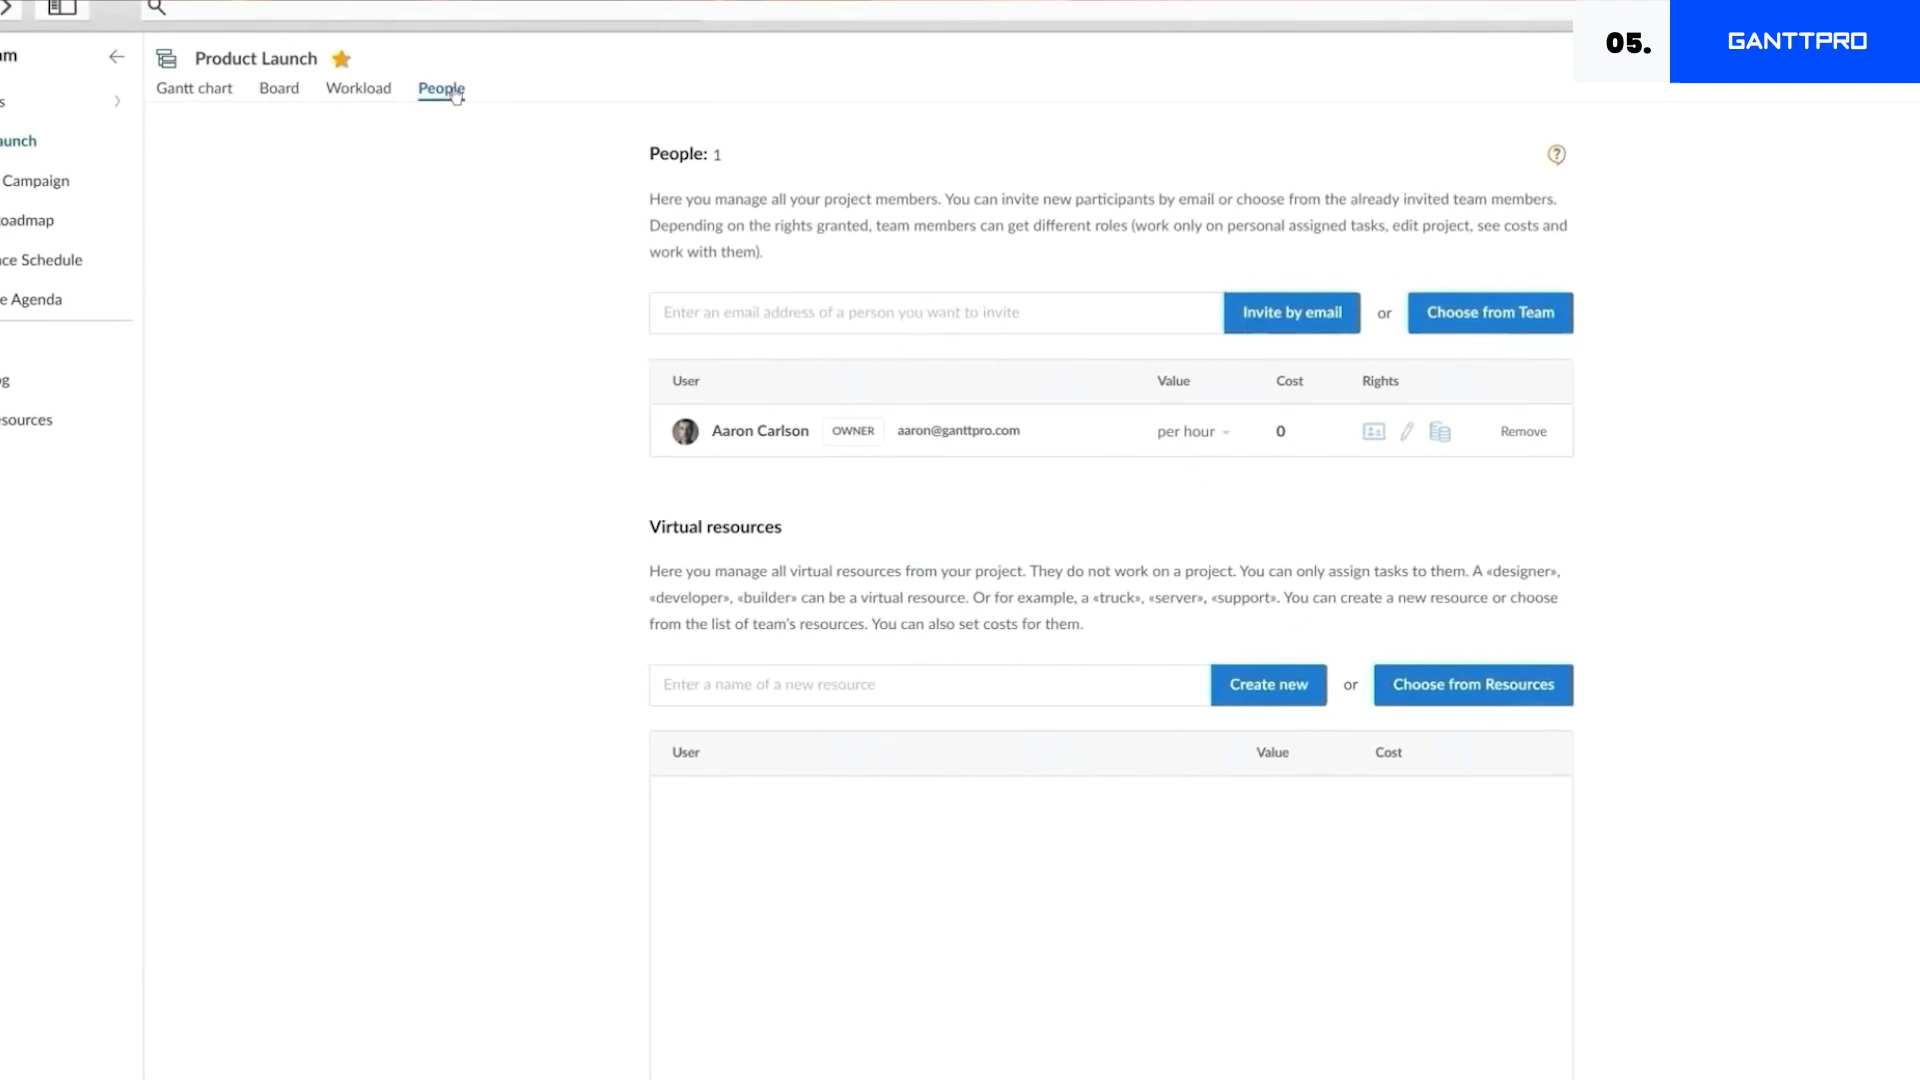 05.
GANTTPRO
am
Product Launch
Gantt chart Board Workload People
s
aunch
Campaign
oadmap
ce Schedule
e Agenda
g
sources
People: 1
?
Here you manage all your project members. You can invite new participants by email or choose from the already invited team members.
Depending on the rights granted, team members can get different roles (work only on personal assigned tasks, edit project, see costs and
work with them).
Enter an email address of a person you want to invite Invite by email or Choose from Team
User Value Cost Rights
Aaron Carlson OWNER aaron@ganttpro.com per hour 0 Remove
Virtual resources
Here you manage all virtual resources from your project. They do not work on a project. You can only assign tasks to them. A «designer»,
«developer», «builder» can be a virtual resource. Or for example, a «truck», «server», «support». You can create a new resource or choose
from the list of team's resources. You can also set costs for them.
Enter a name of a new resource Create new or Choose from Resources
User Value Cost